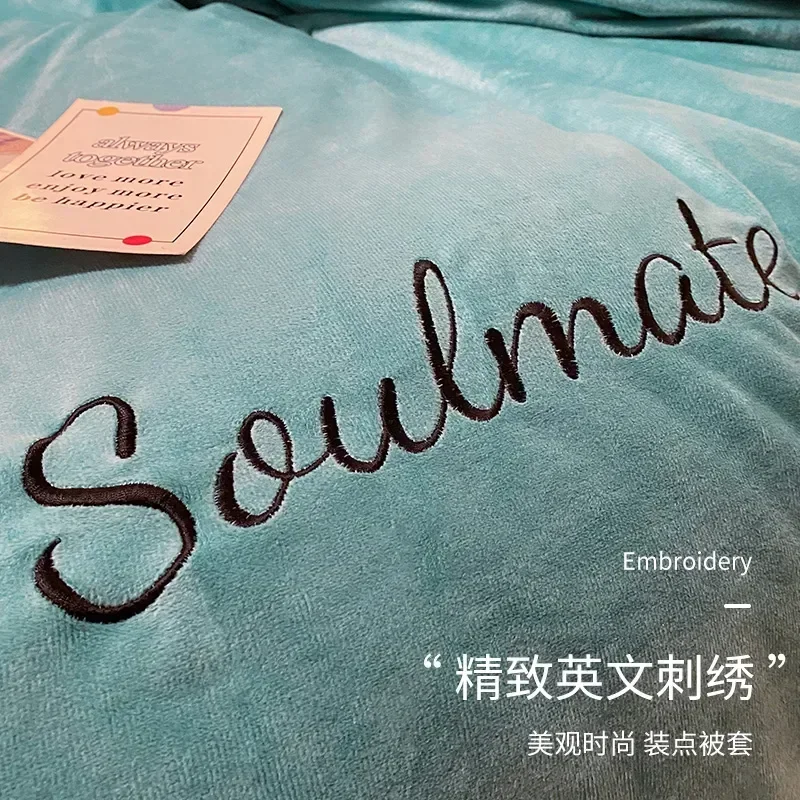 always
together
love more
enjoy more
be happier
Soulmate
Embroidery
“精致英文刺绣”
美观时尚 装点被套